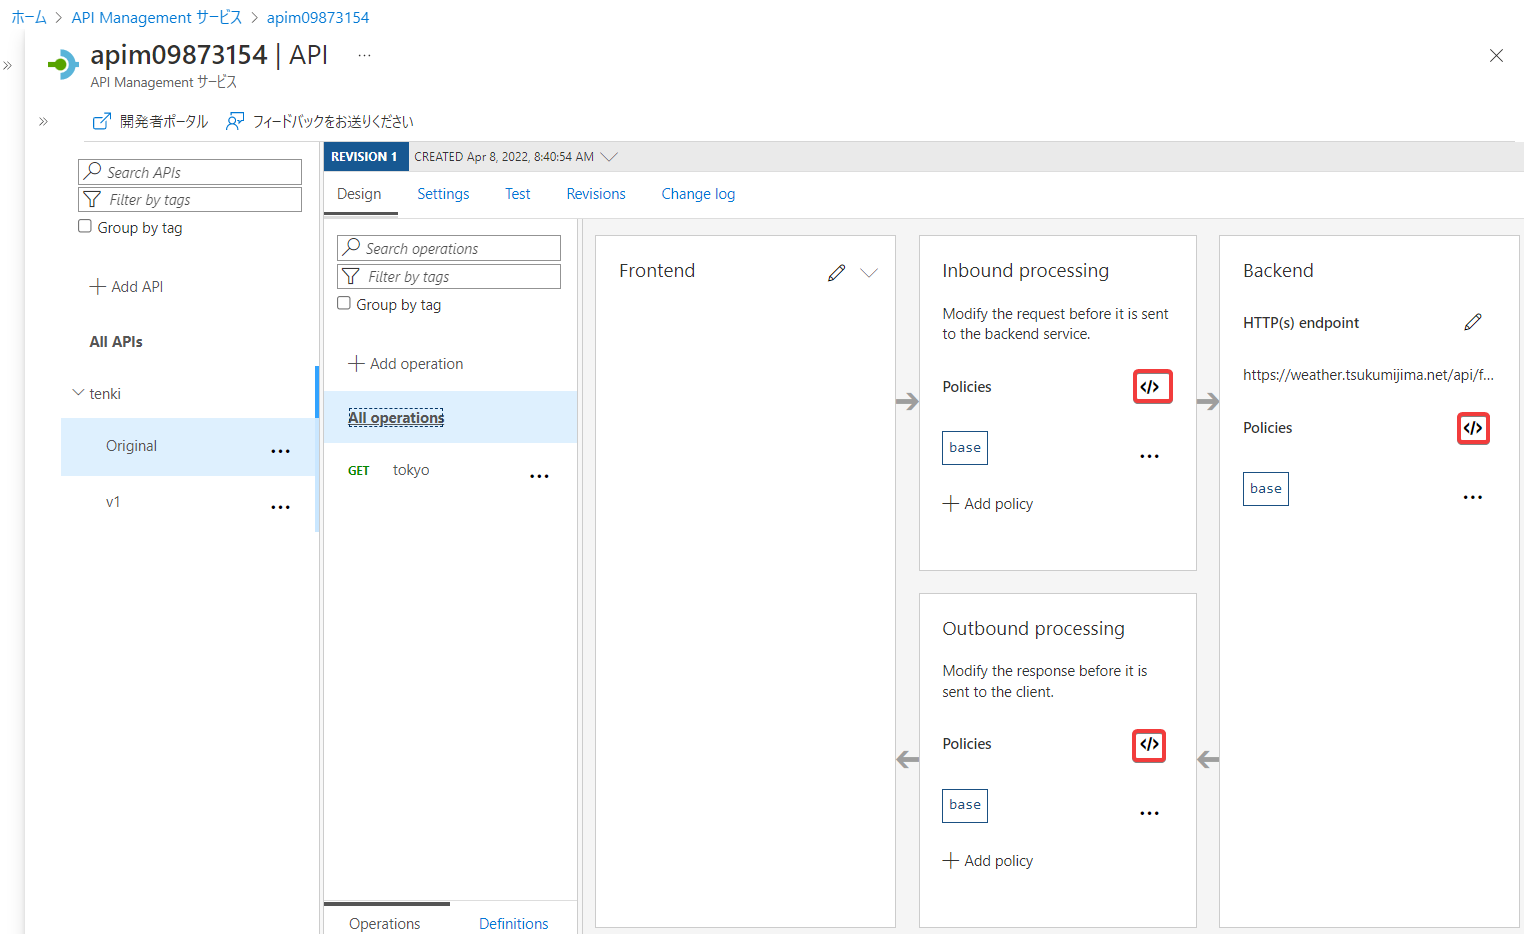 ホーム > API Management サービス > apim09873154
apim09873154 | API ...
API Management サービス
開発者ポータル フィードバックをお送りください
Search APIs
Filter by tags
Group by tag
+ Add API
All APIs
tenki
Original ...
v1 ...
REVISION 1 CREATED Apr 8, 2022, 8:40:54 AM
Design Settings Test Revisions Change log
Search operations
Filter by tags
Group by tag
+ Add operation
All operations
GET tokyo ...
Operations Definitions
Frontend
Inbound processing
Modify the request before it is sent
to the backend service.
Policies </>
base ...
+ Add policy
Outbound processing
Modify the response before it is
sent to the client.
Policies </>
base ...
+ Add policy
Backend
HTTP(s) endpoint
https://weather.tsukumijima.net/api/f...
Policies </>
base ...